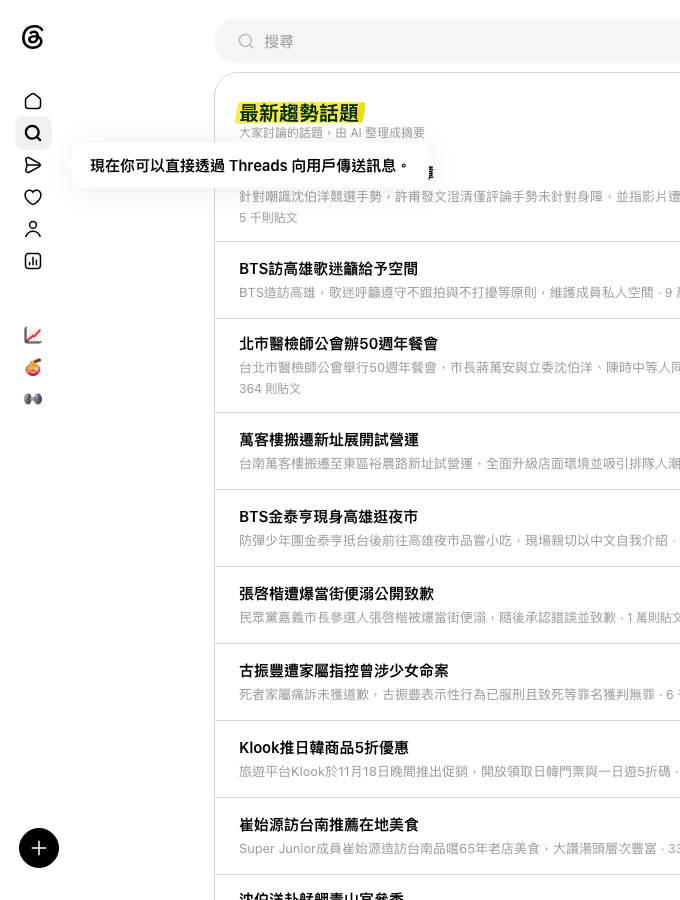 搜尋
最新趨勢話題
大家討論的話題，由 AI 整理成摘要
現在你可以直接透過 Threads 向用戶傳送訊息。
針對嘲諷沈伯洋競選手勢，許甫發文澄清僅評論手勢未針對身障，並指影片遭
5 千則貼文
BTS訪高雄歌迷籲給予空間
BTS造訪高雄，歌迷呼籲遵守不跟拍與不打擾等原則，維護成員私人空間 · 9
北市醫檢師公會辦50週年餐會
台北市醫檢師公會舉行50週年餐會，市長蔣萬安與立委沈伯洋、陳時中等人同
364 則貼文
萬客樓搬遷新址展開試營運
台南萬客樓搬遷至東區裕農路新址試營運，全面升級店面環境並吸引排隊人潮
BTS金泰亨現身高雄逛夜市
防彈少年團金泰亨抵台後前往高雄夜市品嘗小吃，現場親切以中文自我介紹 ·
張啓楷遭爆當街便溺公開致歉
民眾黨嘉義市長參選人張啓楷被爆當街便溺，隨後承認錯誤並致歉 · 1 萬則貼文
古振豐遭家屬指控曾涉少女命案
死者家屬痛訴未獲道歉，古振豐表示性行為已服刑且致死等罪名獲判無罪 · 6
Klook推日韓商品5折優惠
旅遊平台Klook於11月18日晚間推出促銷，開放領取日韓門票與一日遊5折碼 ·
崔始源訪台南推薦在地美食
Super Junior成員崔始源造訪台南品嚐65年老店美食，大讚湯頭層次豐富 · 33